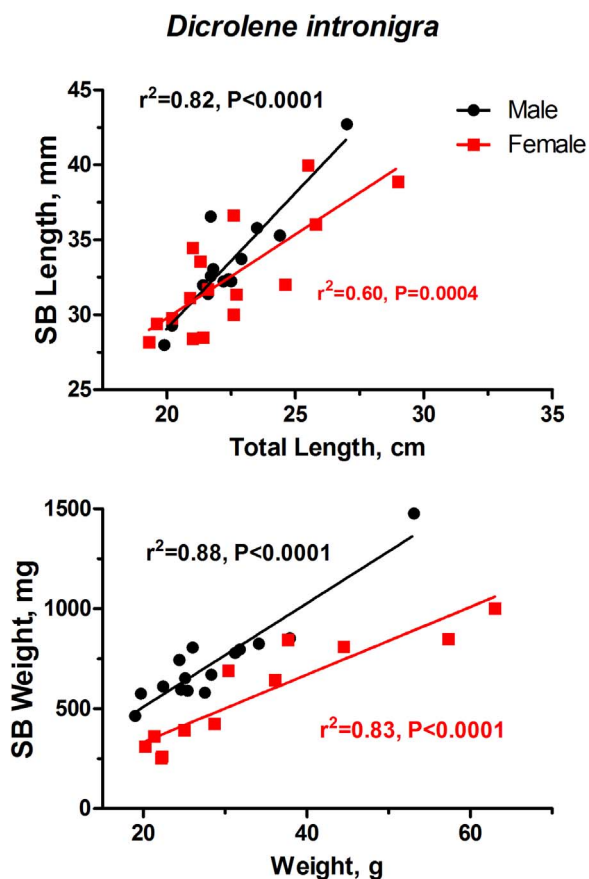 Dicrolene intronigra
r²=0.82, P<0.0001
Male
Female
r²=0.60, P=0.0004
SB Length, mm
45
40
35
30
25
20
25
30
35
Total Length, cm
r²=0.88, P<0.0001
r²=0.83, P<0.0001
SB Weight, mg
1500
1000
500
0
20
40
60
Weight, g